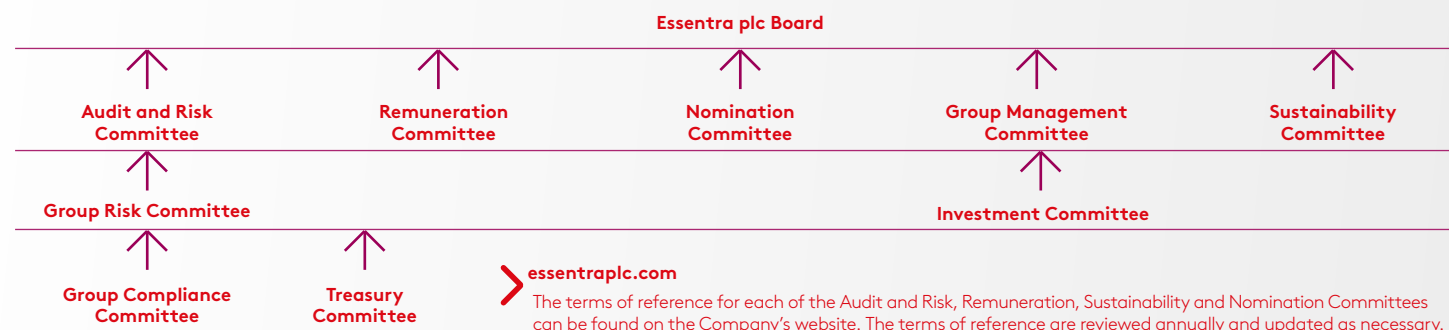 Essentra plc Board
Audit and Risk
Committee
Remuneration
Committee
Nomination
Committee
Group Management
Committee
Sustainability
Committee
Group Risk Committee
Investment Committee
Group Compliance
Committee
Treasury
Committee
essentraplc.com
The terms of reference for each of the Audit and Risk, Remuneration, Sustainability and Nomination Committees
can be found on the Company's website. The terms of reference are reviewed annually and updated as necessary.